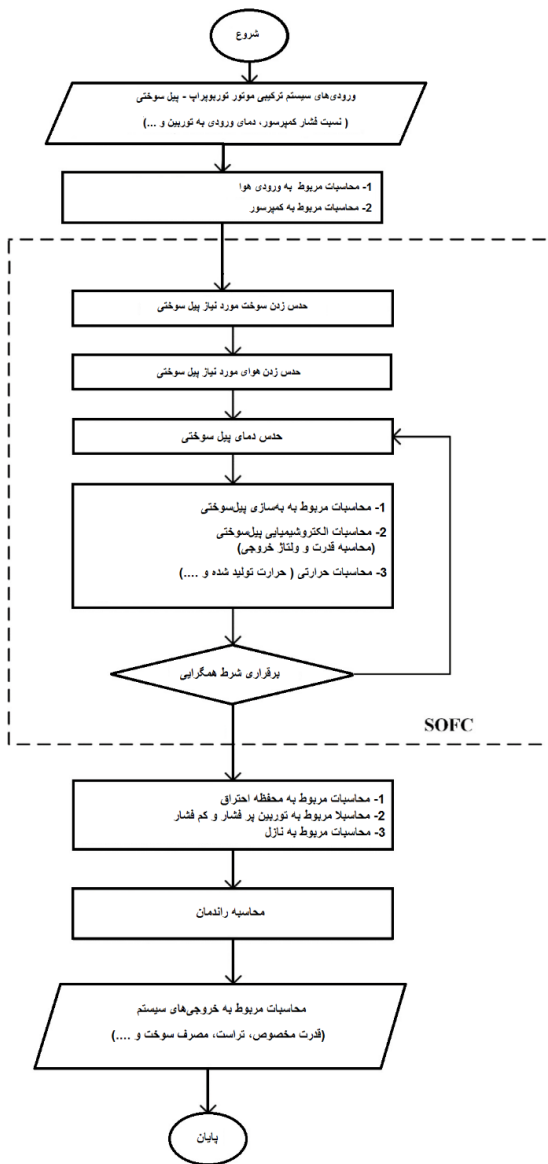 شروع
ورودی‌های سیستم ترکیبی موتور توربوپراپ - پیل سوختی
( نسبت فشار کمپرسور، دمای ورودی به توربین و ...)
1- محاسبات مربوط به ورودی هوا
2- محاسبات مربوط به کمپرسور
حدس زدن سوخت مورد نیاز پیل سوختی
حدس زدن هوای مورد نیاز پیل سوختی
حدس دمای پیل سوختی
1- محاسبات مربوط به به‌سازی پیل‌سوختی
2- محاسبات الکتروشیمیایی پیل‌سوختی
(محاسبه قدرت و ولتاژ خروجی)
3- محاسبات حرارتی ( حرارت تولید شده و ....)
برقراری شرط همگرایی
SOFC
1- محاسبات مربوط به محفظه احتراق
2- محاسبلا مربوط به توربین پر فشار و کم فشار
3- محاسبات مربوط به نازل
محاسبه راندمان
محاسبات مربوط به خروجی‌های سیستم
(قدرت مخصوص، تراست، مصرف سوخت و ....)
پایان